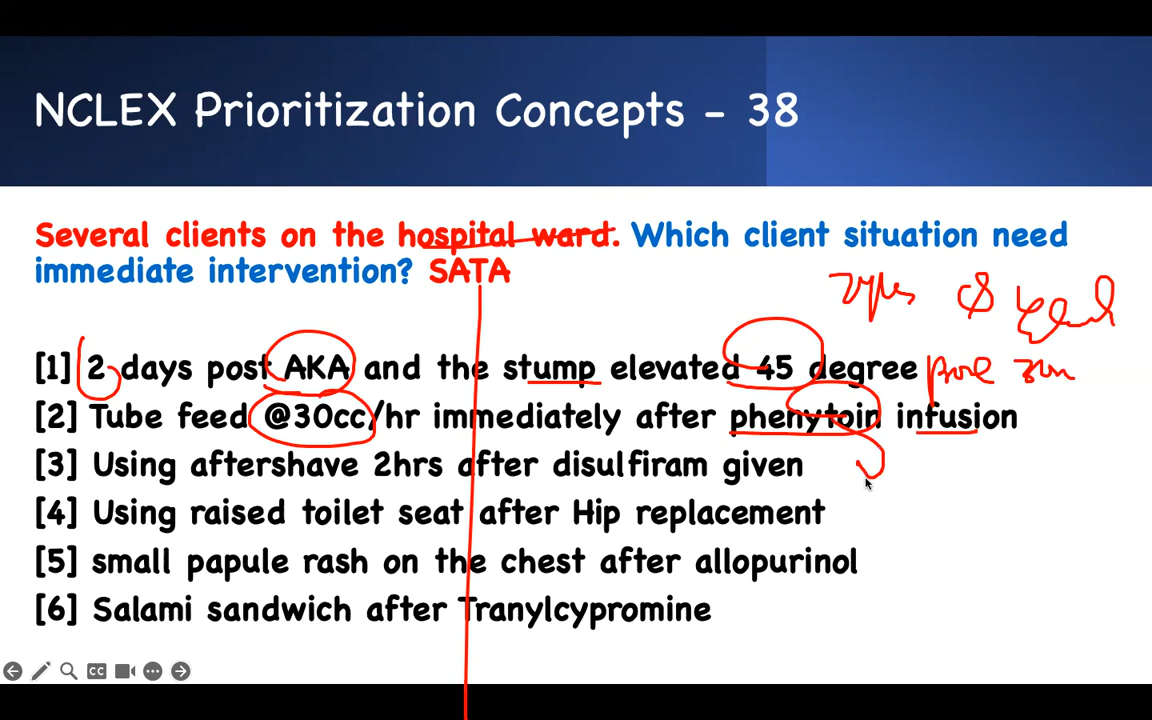 NCLEX Prioritization Concepts - 38
Several clients on the hospital ward. Which client situation need
immediate intervention? SATA
[1] 2 days post AKA and the stump elevated 45 degree
[2] Tube feed @30cc/hr immediately after phenytoin infusion
[3] Using aftershave 2hrs after disulfiram given
[4] Using raised toilet seat after Hip replacement
[5] small papule rash on the chest after allopurinol
[6] Salami sandwich after Tranylcypromine
CC